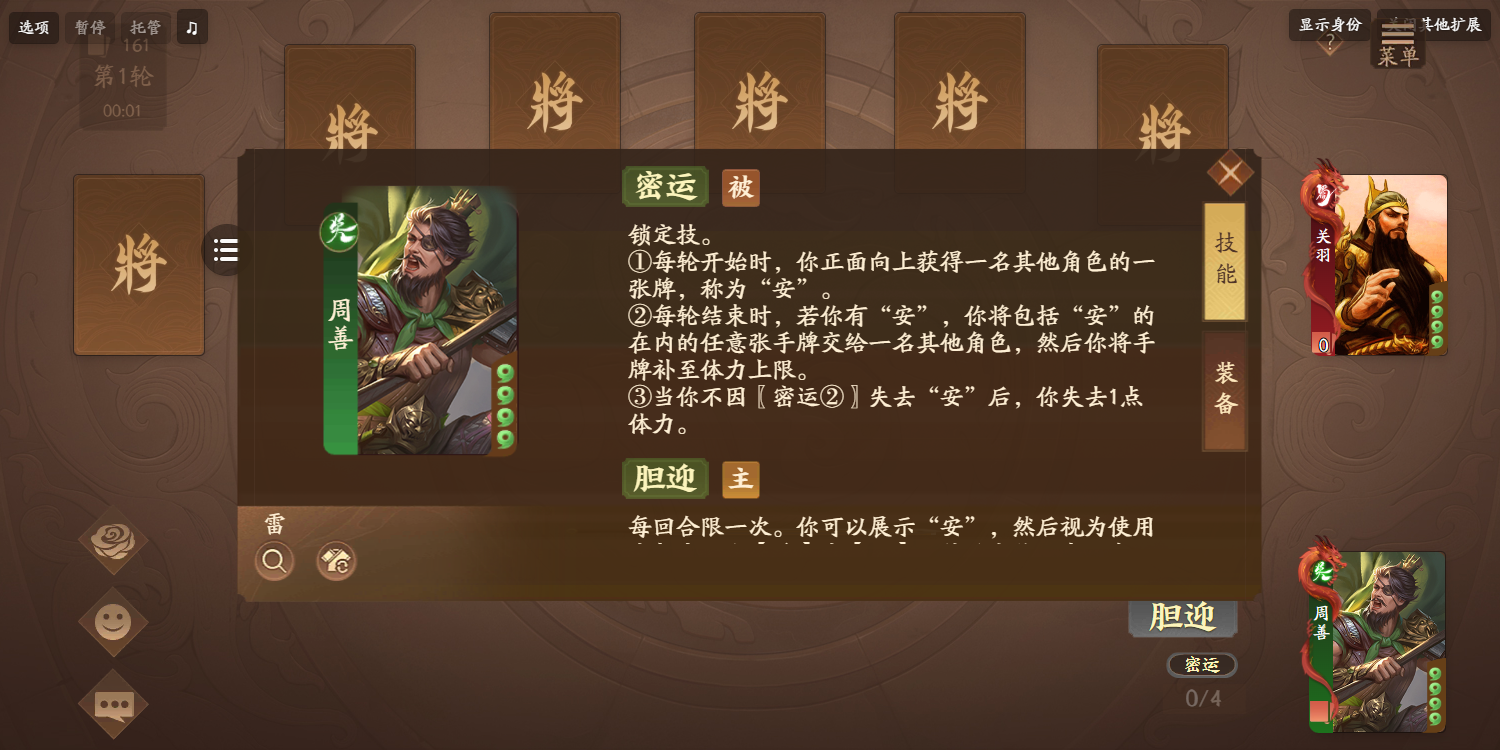 选项
暂停
托管
♫
显示身份
其他扩展
菜单
?
161
第1轮
00:01
将
将
将
将
将
将
吴
周善
密运
被
锁定技。
①每轮开始时，你正面向上获得一名其他角色的一
张牌，称为“安”。
②每轮结束时，若你有“安”，你将包括“安”的
在内的任意张手牌交给一名其他角色，然后你将手
牌补至体力上限。
③当你不因〖密运②〗失去“安”后，你失去1点
体力。
胆迎
主
每回合限一次。你可以展示“安”，然后视为使用
技能
装备
雷
蜀
关羽
0
胆迎
密运
0/4
吴
周善